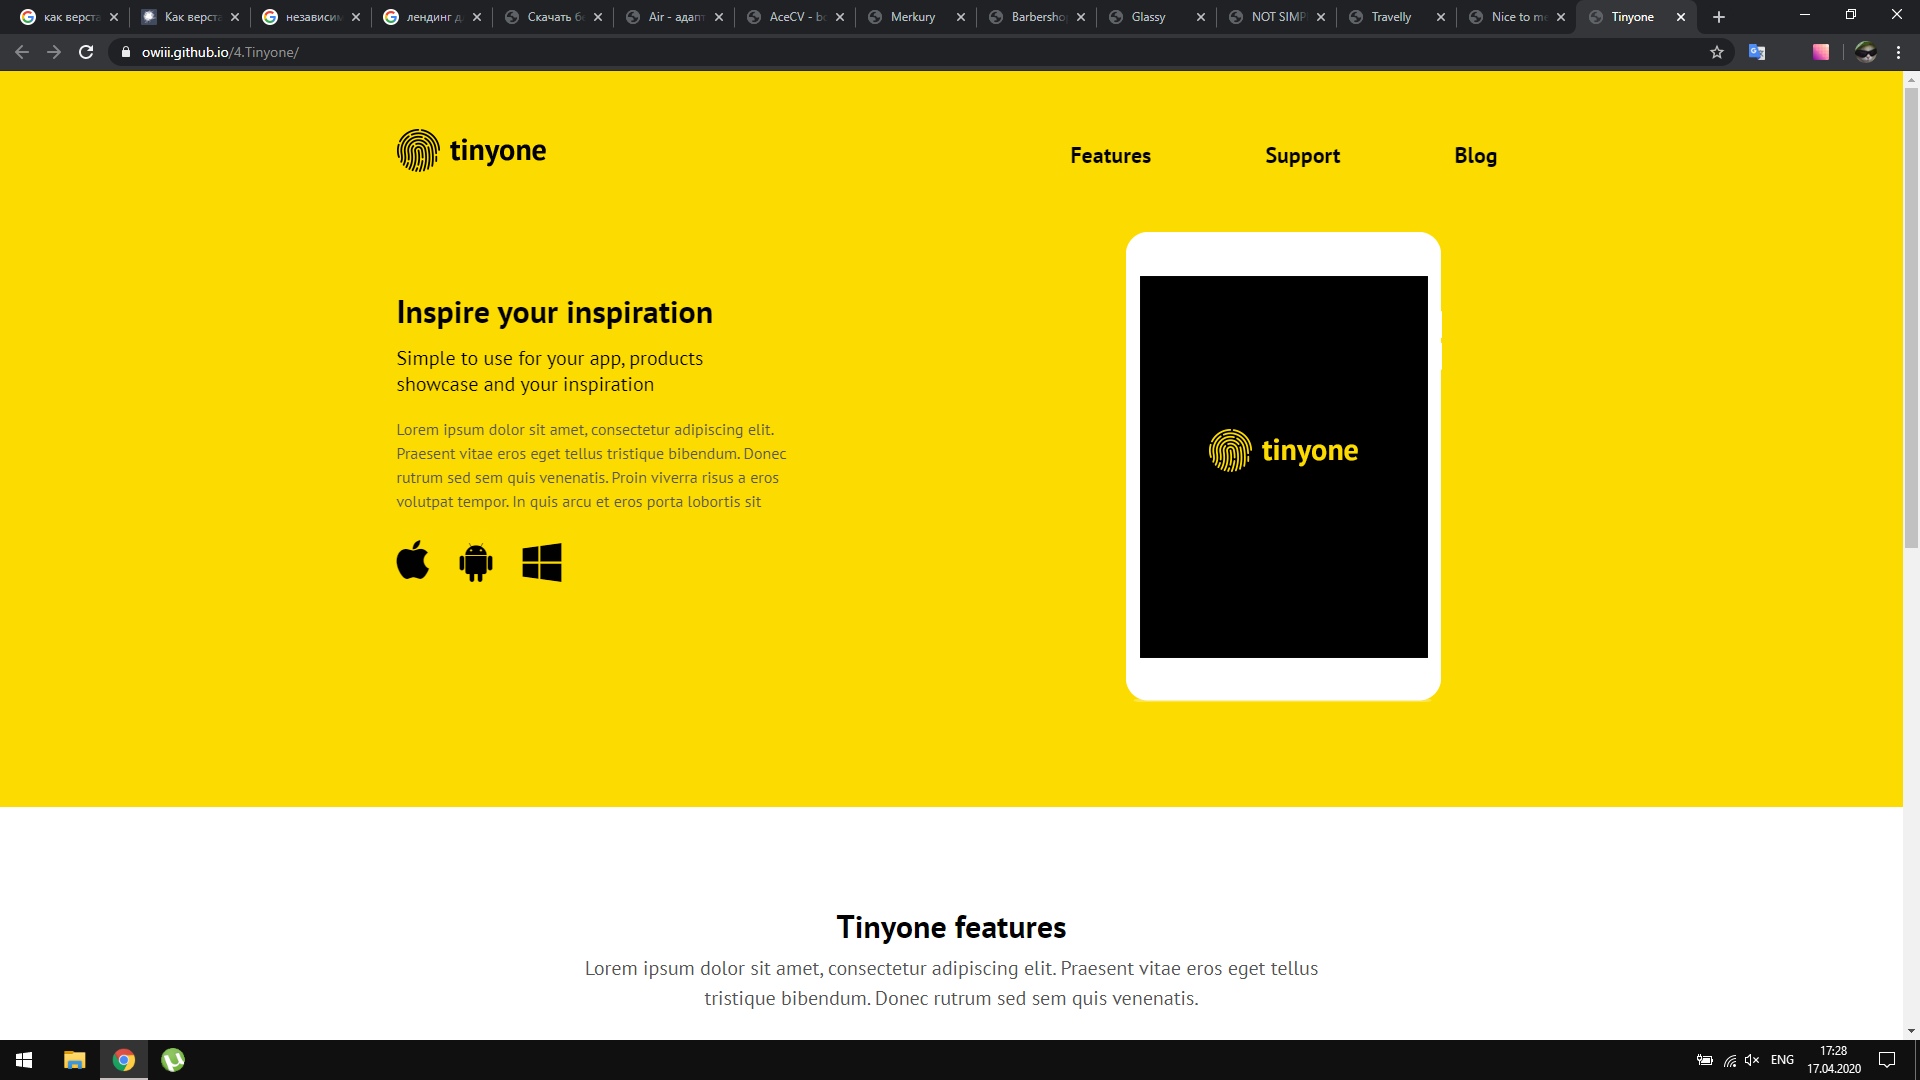 как верста
Как верста
независим
лендинг д
Скачать бе
Air - адапт
AceCV - bo
Merkury
Barbershop
Glassy
NOT SIMP
Travelly
Nice to me
Tinyone
owiii.github.io/4.Tinyone/
tinyone
Features
Support
Blog
Inspire your inspiration
Simple to use for your app, products
showcase and your inspiration
Lorem ipsum dolor sit amet, consectetur adipiscing elit.
Praesent vitae eros eget tellus tristique bibendum. Donec
rutrum sed sem quis venenatis. Proin viverra risus a eros
volutpat tempor. In quis arcu et eros porta lobortis sit
tinyone
Tinyone features
Lorem ipsum dolor sit amet, consectetur adipiscing elit. Praesent vitae eros eget tellus
tristique bibendum. Donec rutrum sed sem quis venenatis.
ENG
17:28
17.04.2020